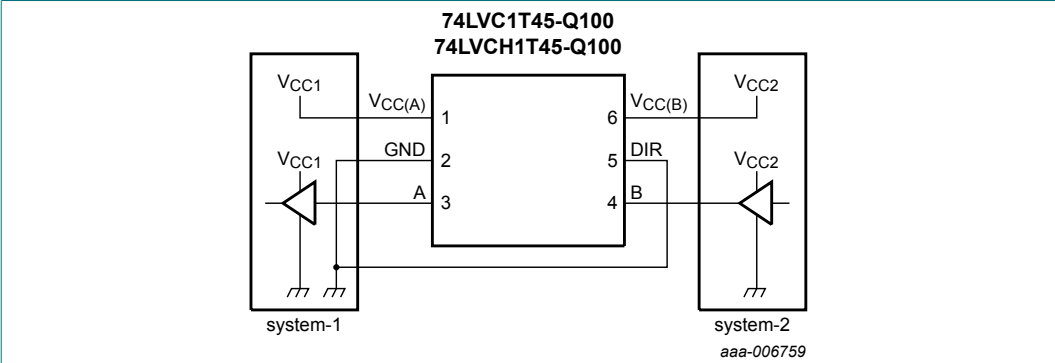 74LVC1T45-Q100
74LVCH1T45-Q100
VCC1
VCC(A)
1
GND
2
VCC1
A
3
VCC(B)
6
VCC2
DIR
5
VCC2
B
4
system-1
system-2
aaa-006759